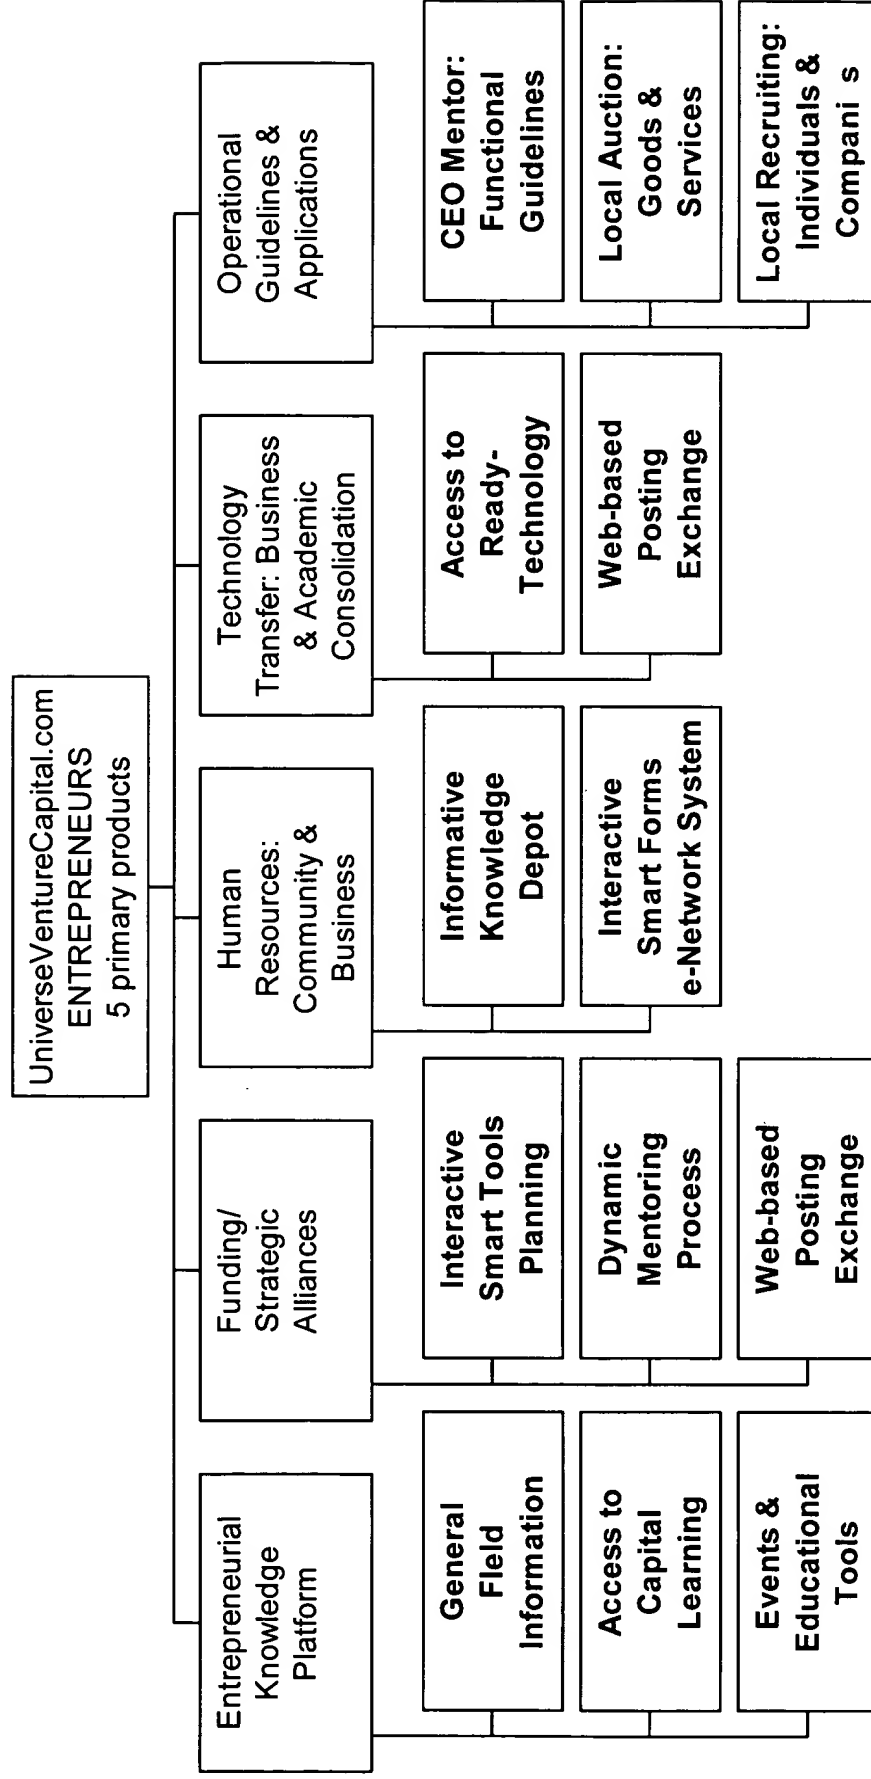 UniverseVentureCapital.com
ENTREPRENEURS
5 primary products
Entrepreneurial
Knowledge
Platform
General
Field
Information
Access to
Capital
Learning
Events &
Educational
Tools
Funding/
Strategic
Alliances
Interactive
Smart Tools
Planning
Dynamic
Mentoring
Process
Web-based
Posting
Exchange
Human
Resources:
Community &
Business
Informative
Knowledge
Depot
Interactive
Smart Forms
e-Network System
Technology
Transfer: Business
& Academic
Consolidation
Access to
Ready-
Technology
Web-based
Posting
Exchange
Operational
Guidelines &
Applications
CEO Mentor:
Functional
Guidelines
Local Auction:
Goods &
Services
Local Recruiting:
Individuals &
Compani s